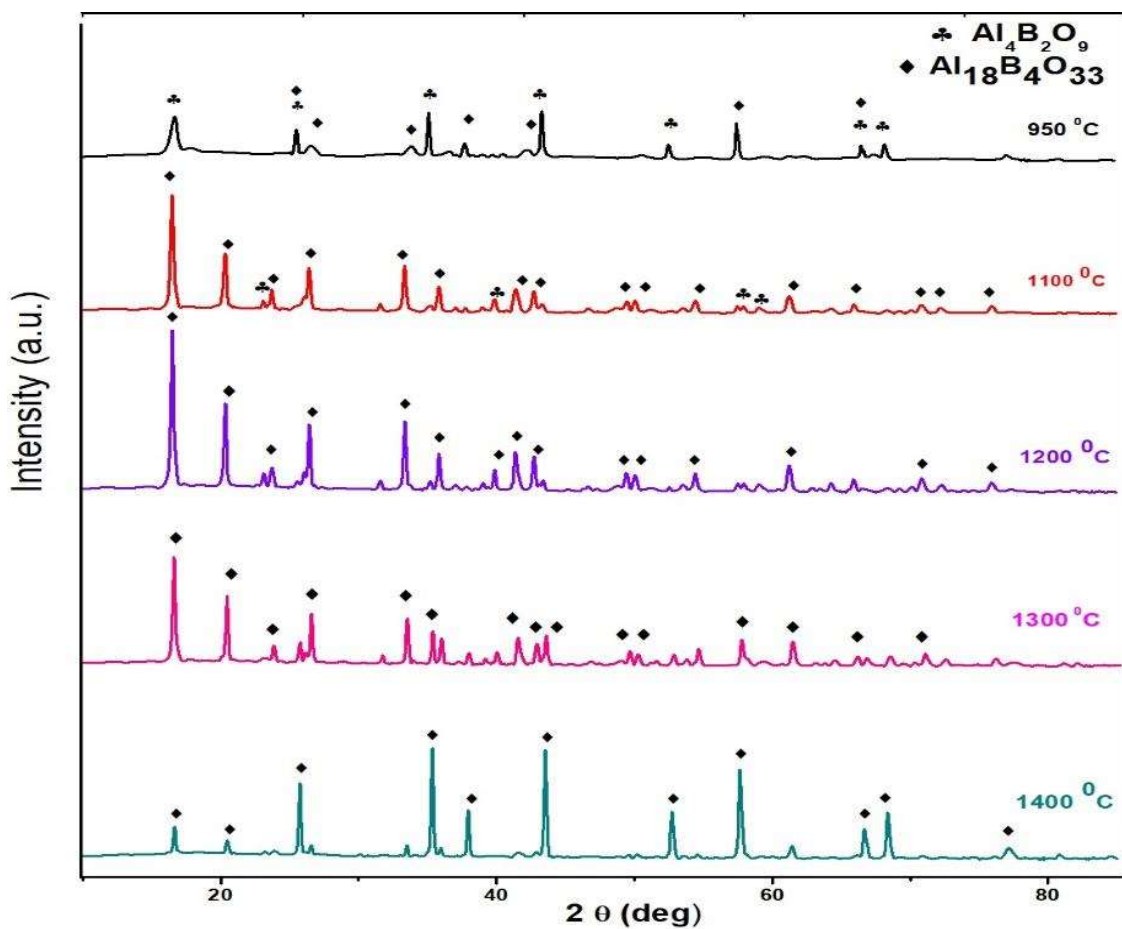 ♣ Al₄B₂O₉
◆ Al₁₈B₄O₃₃
950 ⁰C
1100 ⁰C
1200 ⁰C
1300 ⁰C
1400 ⁰C
Intensity (a.u.)
20 40 60 80
2 θ (deg)